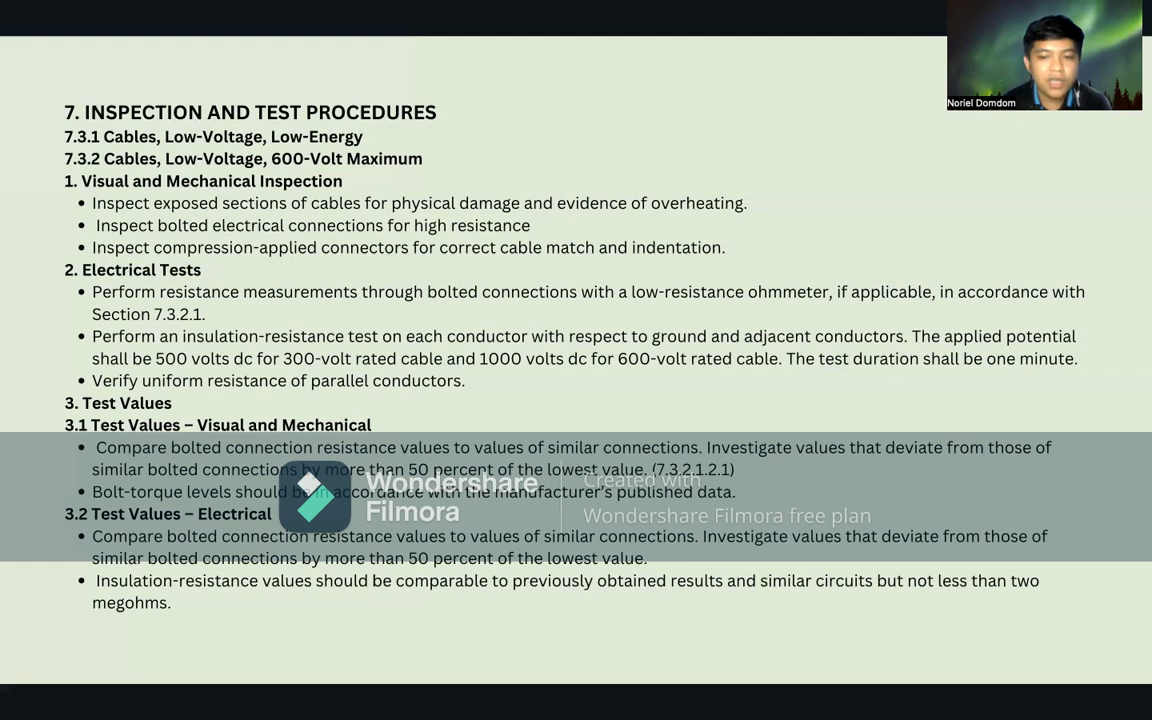 Noriel Domdom
7. INSPECTION AND TEST PROCEDURES
7.3.1 Cables, Low-Voltage, Low-Energy
7.3.2 Cables, Low-Voltage, 600-Volt Maximum
1. Visual and Mechanical Inspection
• Inspect exposed sections of cables for physical damage and evidence of overheating.
• Inspect bolted electrical connections for high resistance
• Inspect compression-applied connectors for correct cable match and indentation.
2. Electrical Tests
• Perform resistance measurements through bolted connections with a low-resistance ohmmeter, if applicable, in accordance with
Section 7.3.2.1.
• Perform an insulation-resistance test on each conductor with respect to ground and adjacent conductors. The applied potential
shall be 500 volts dc for 300-volt rated cable and 1000 volts dc for 600-volt rated cable. The test duration shall be one minute.
• Verify uniform resistance of parallel conductors.
3. Test Values
3.1 Test Values – Visual and Mechanical
• Compare bolted connection resistance values to values of similar connections. Investigate values that deviate from those of
similar bolted connections by more than 50 percent of the lowest value. (7.3.2.1.2.1)
• Bolt-torque levels should be in accordance with the manufacturer's published data.
3.2 Test Values – Electrical
• Compare bolted connection resistance values to values of similar connections. Investigate values that deviate from those of
similar bolted connections by more than 50 percent of the lowest value.
• Insulation-resistance values should be comparable to previously obtained results and similar circuits but not less than two
megohms.
Wondershare
Filmora
Created with
Wondershare Filmora free plan